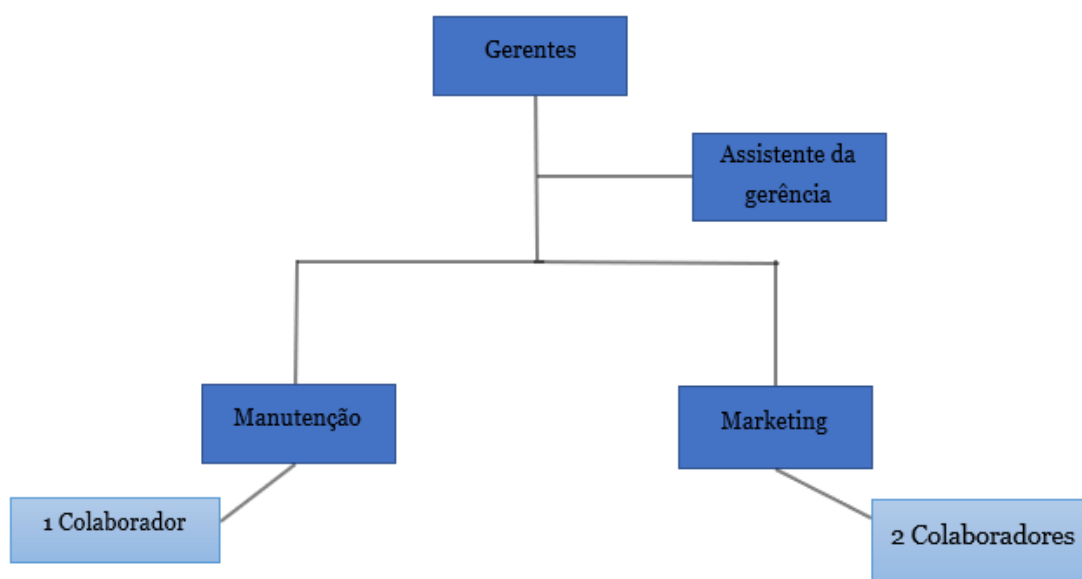 Gerentes
Assistente da
gerência
Manutenção
Marketing
1 Colaborador
2 Colaboradores